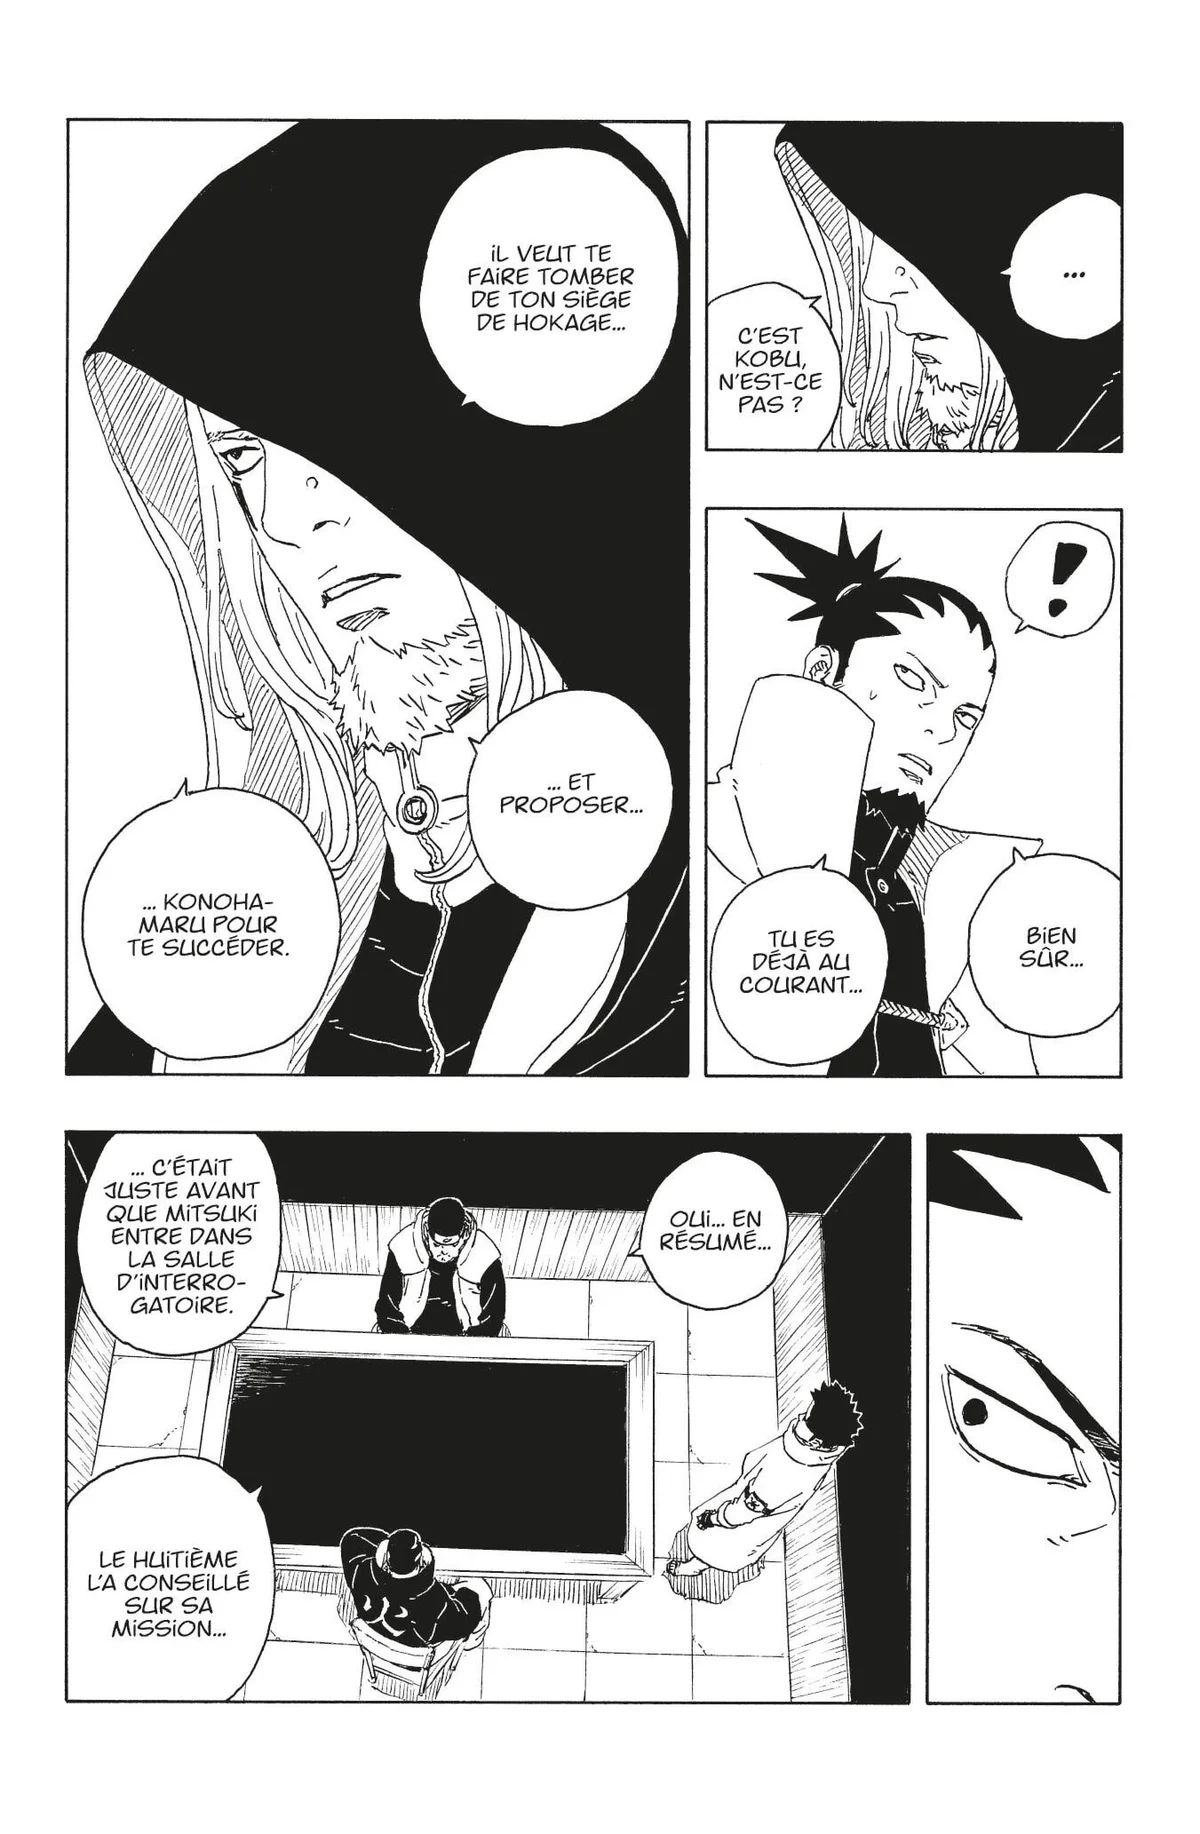 ...
C'EST
KOBU,
N'EST-CE
PAS ?
!
BIEN
SÛR...
TU ES
DÉJÀ AU
COURANT...
IL VEUT TE
FAIRE TOMBER
DE TON SIÈGE
DE HOKAGE...
... ET
PROPOSER...
... KONOHA-
MARU POUR
TE SUCCÉDER.
OUI... EN
RÉSUMÉ...
... C'ÉTAIT
JUSTE AVANT
QUE MITSUKI
ENTRE DANS
LA SALLE
D'INTERRO-
GATOIRE.
LE HUITIÈME
L'A CONSEILLÉ
SUR SA
MISSION...